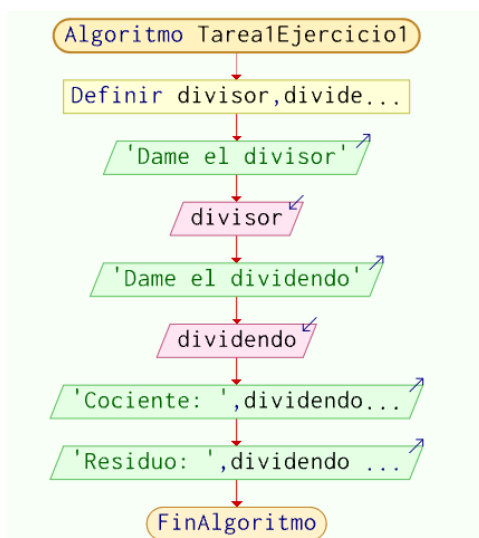 Algoritmo Tarea1Ejercicio1
Definir divisor,divide...
'Dame el divisor'
divisor
'Dame el dividendo'
dividendo
'Cociente: ',dividendo...
'Residuo: ',dividendo ...
FinAlgoritmo